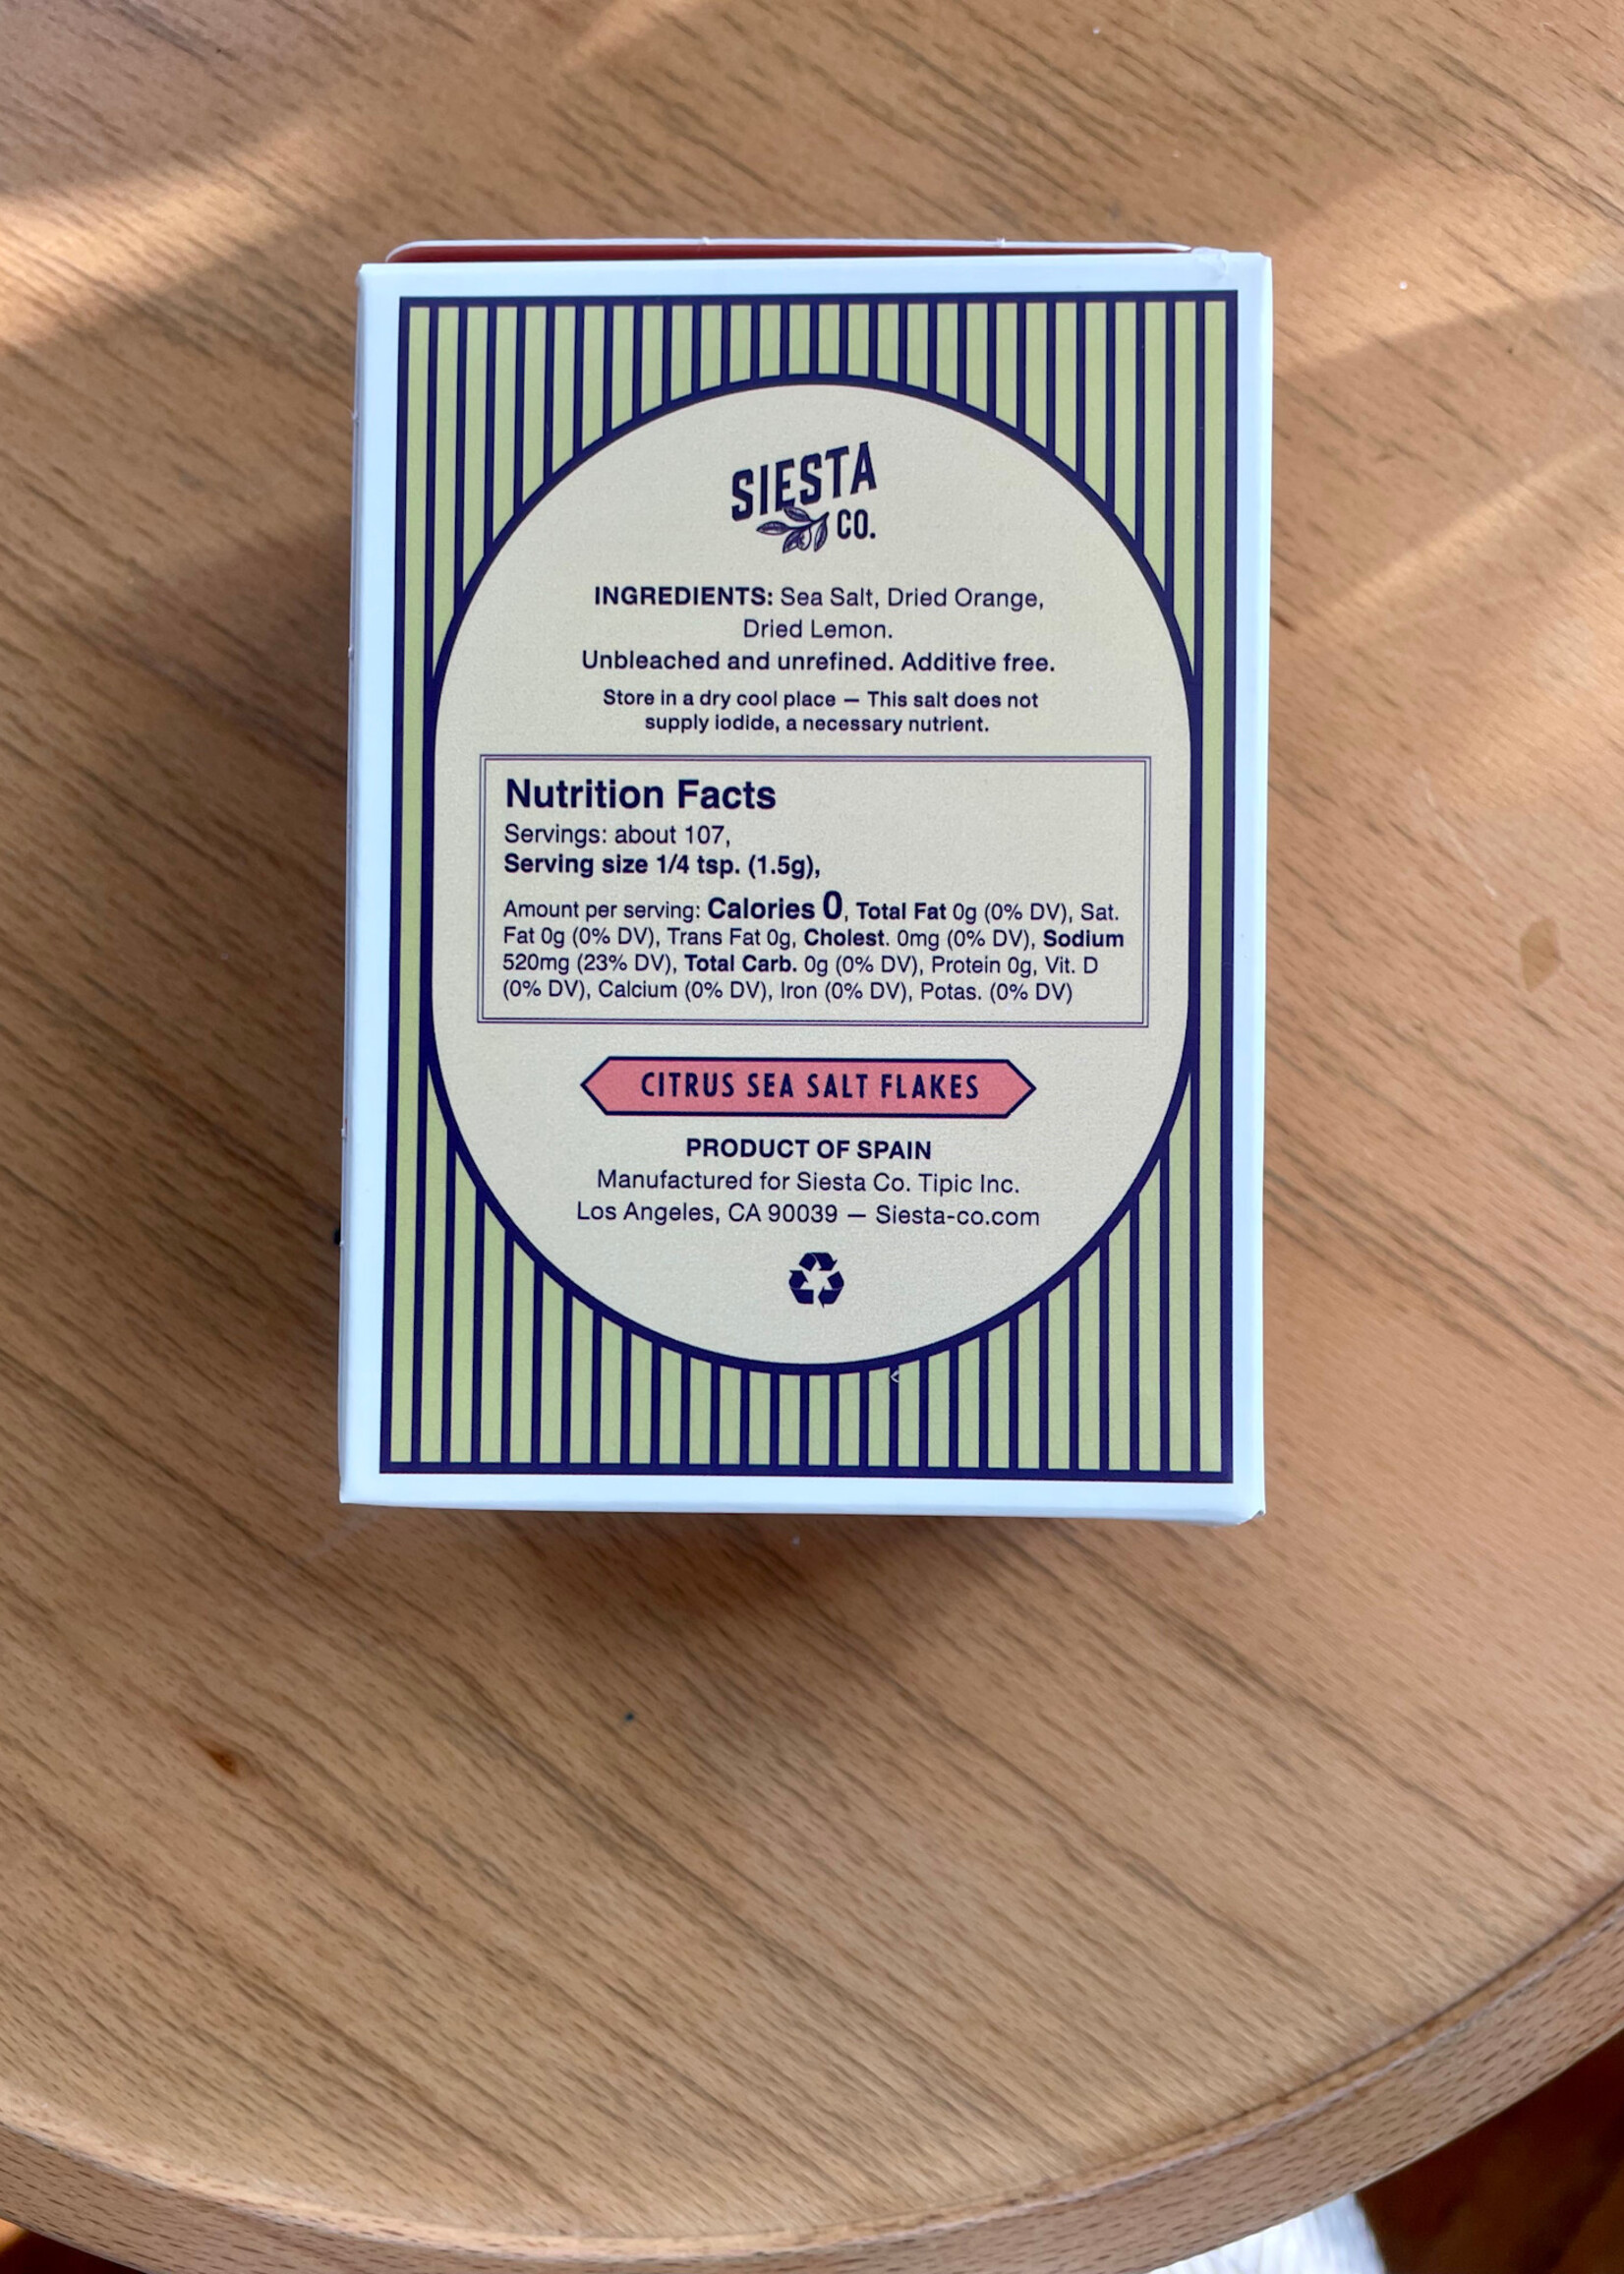 SIESTA
CO.
INGREDIENTS: Sea Salt, Dried Orange,
Dried Lemon.
Unbleached and unrefined. Additive free.
Store in a dry cool place — This salt does not
supply iodide, a necessary nutrient.
Nutrition Facts
Servings: about 107,
Serving size 1/4 tsp. (1.5g),
Amount per serving: Calories 0, Total Fat 0g (0% DV), Sat.
Fat 0g (0% DV), Trans Fat 0g, Cholest. 0mg (0% DV), Sodium
520mg (23% DV), Total Carb. 0g (0% DV), Protein 0g, Vit. D
(0% DV), Calcium (0% DV), Iron (0% DV), Potas. (0% DV)
CITRUS SEA SALT FLAKES
PRODUCT OF SPAIN
Manufactured for Siesta Co. Tipic Inc.
Los Angeles, CA 90039 — Siesta-co.com